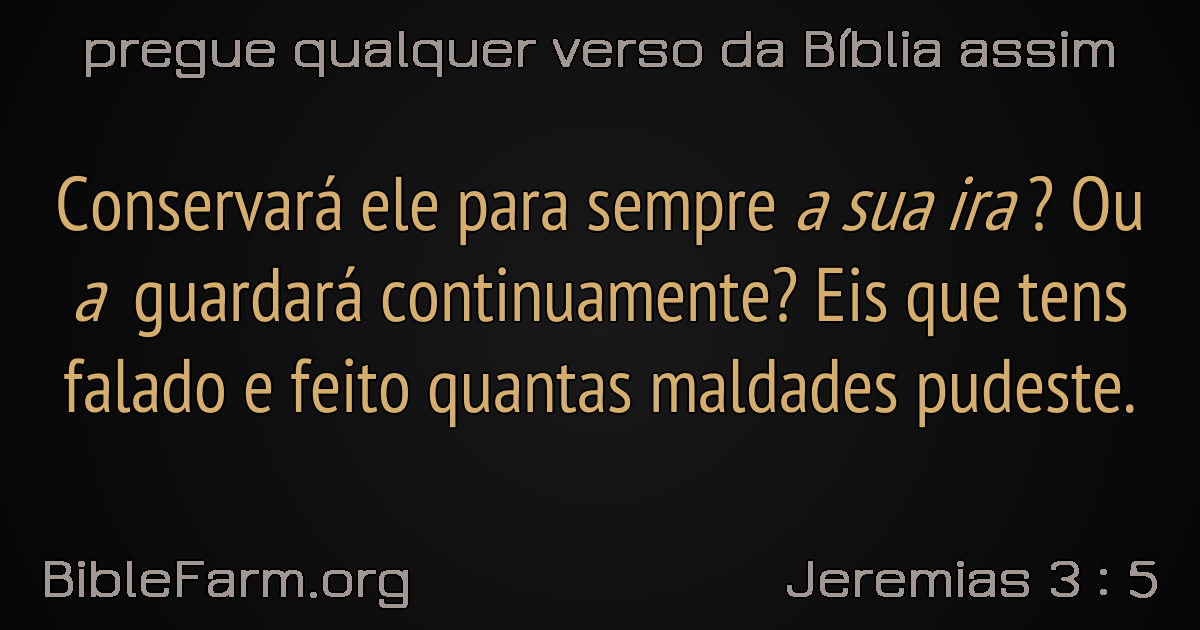 pregue qualquer verso da Bíblia assim
Conservará ele para sempre a sua ira ? Ou
a guardará continuamente? Eis que tens
falado e feito quantas maldades pudeste.
BibleFarm.org
Jeremias 3 : 5